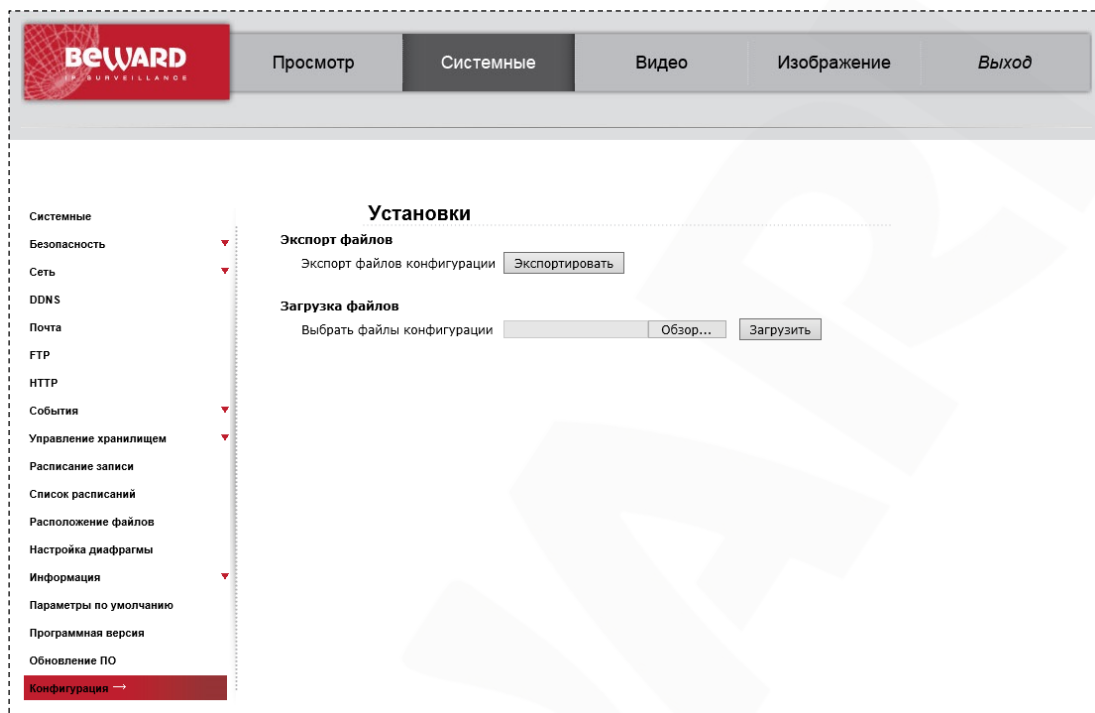 BEWARD
IP SURVEILLANCE
Просмотр
Системные
Видео
Изображение
Выход
Системные
Безопасность
Сеть
DDNS
Почта
FTP
HTTP
События
Управление хранилищем
Расписание записи
Список расписаний
Расположение файлов
Настройка диафрагмы
Информация
Параметры по умолчанию
Программная версия
Обновление ПО
Конфигурация →
Установки
Экспорт файлов
Экспорт файлов конфигурации Экспортировать
Загрузка файлов
Выбрать файлы конфигурации Обзор... Загрузить